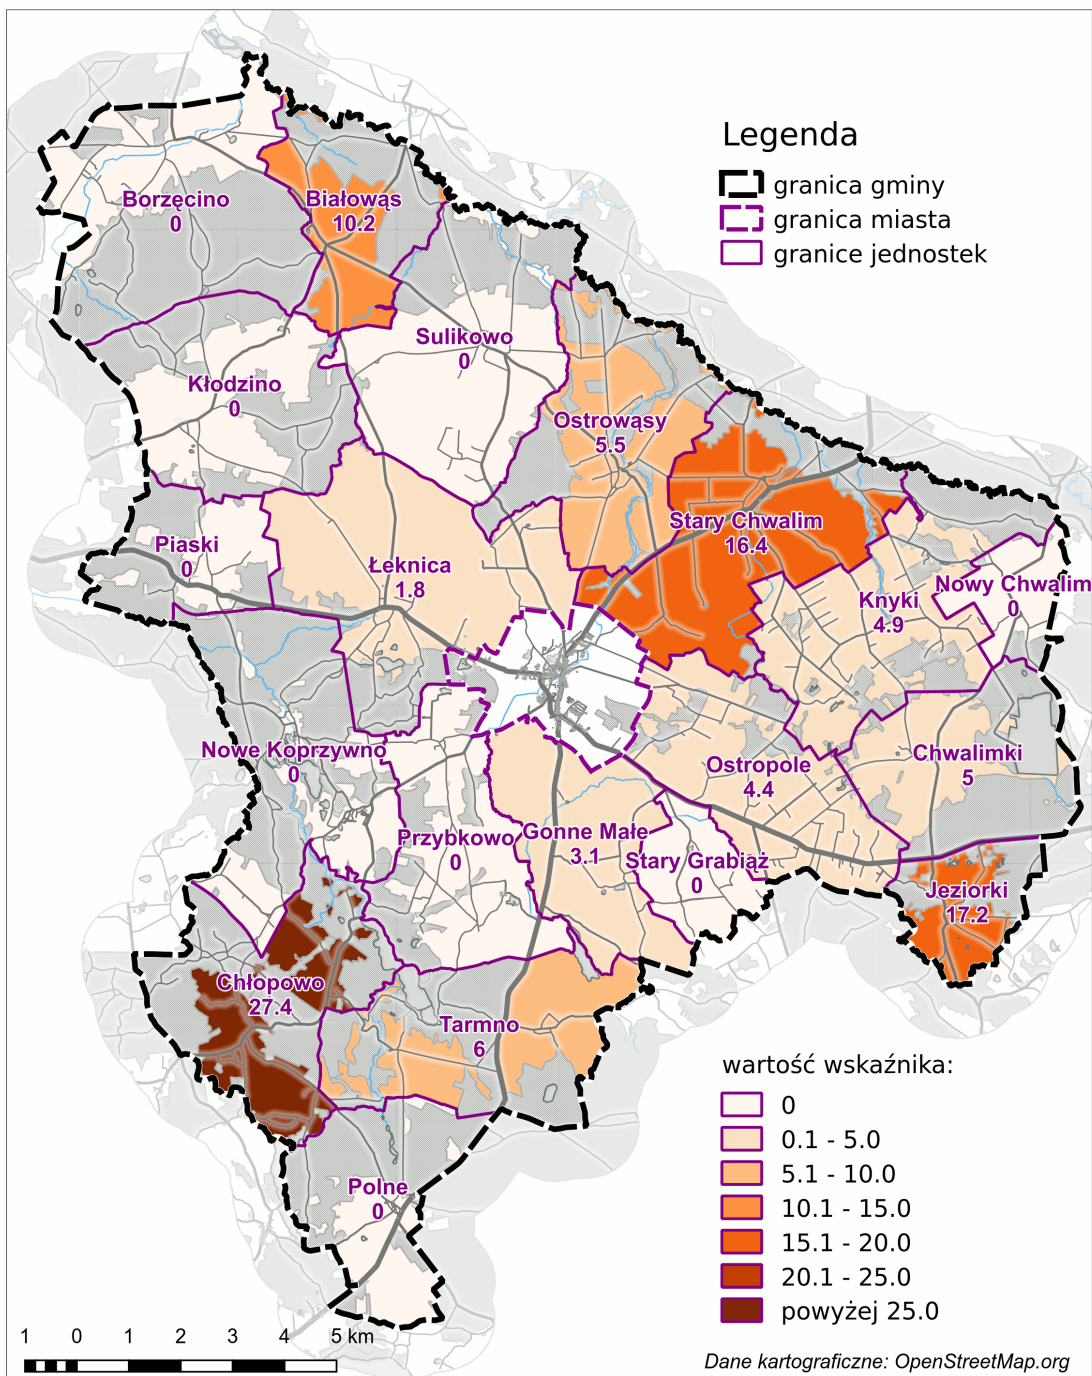 Legenda
granica gminy
granica miasta
granice jednostek
Borzęcino
0
Białowąs
10.2
Sulikowo
0
Kłodzino
0
Ostrowąsy
5.5
Stary Chwalim
16.4
Piaski
0
Łeknica
1.8
Knyki
4.9
Nowy Chwalim
0
Nowe Koprzywno
0
Ostropole
4.4
Chwalimki
5
Przybkowo
0
Gonne Małe
3.1
Stary Grabiąż
0
Jeziorki
17.2
Chłopowo
27.4
Tarmno
6
Polne
0
wartość wskaźnika:
0
0.1 - 5.0
5.1 - 10.0
10.1 - 15.0
15.1 - 20.0
20.1 - 25.0
powyżej 25.0
1 0 1 2 3 4 5 km
Dane kartograficzne: OpenStreetMap.org